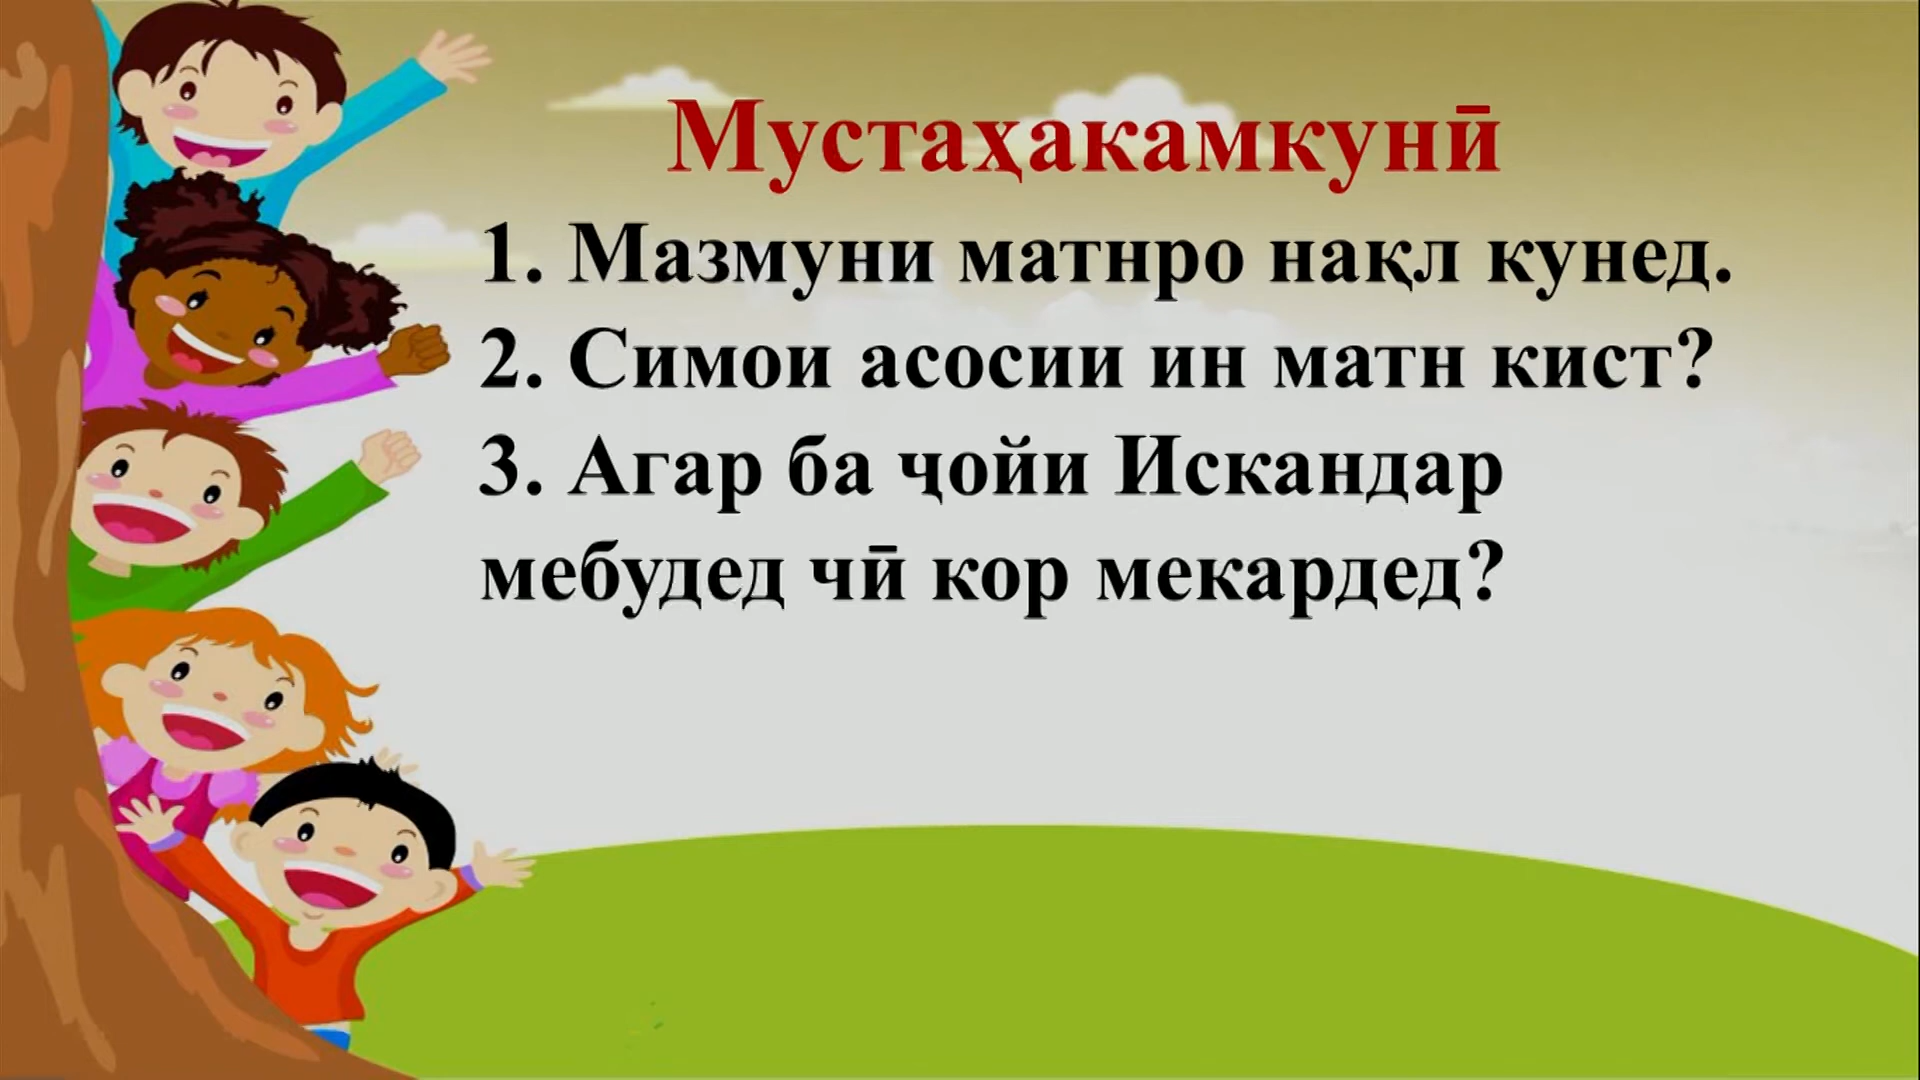 Мустаҳакамкунӣ
1. Мазмуни матнро нақл кунед.
2. Симои асосии ин матн кист?
3. Агар ба ҷойи Искандар
мебудед чӣ кор мекардед?